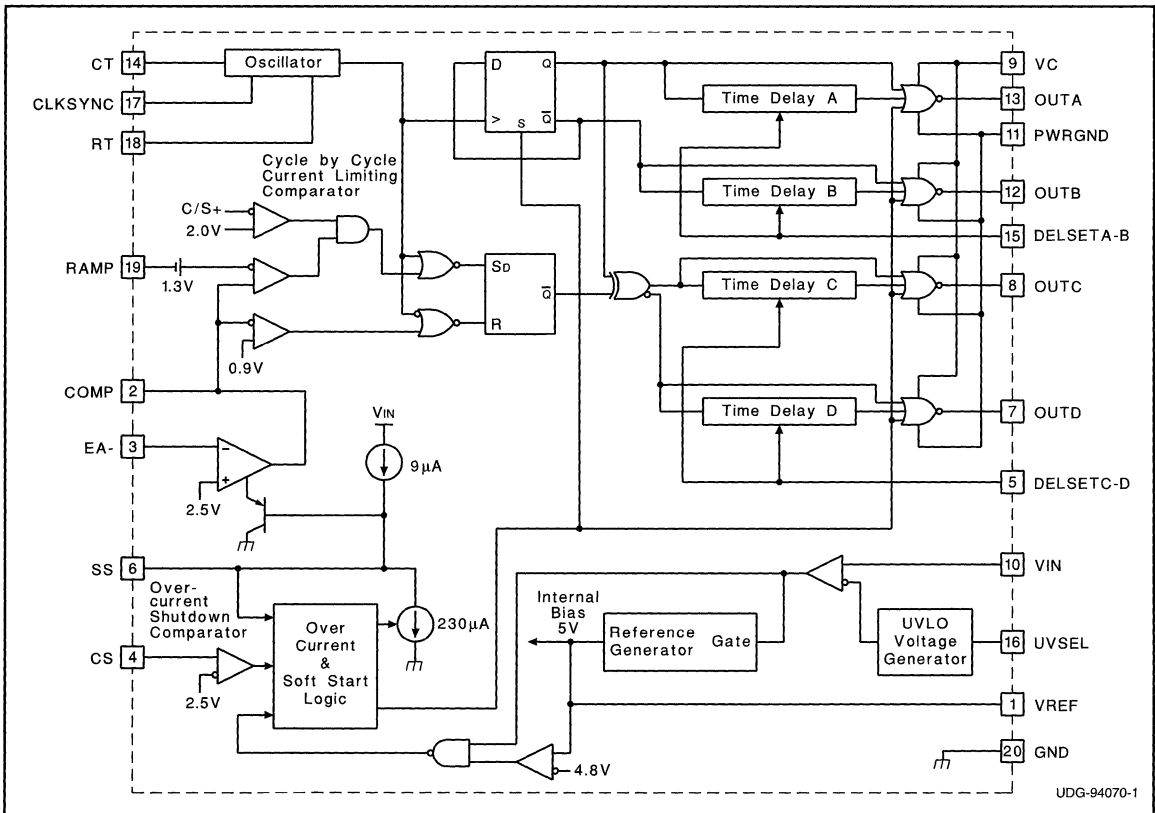 CT 14
Oscillator
CLKSYNC 17
RT 18
Cycle by Cycle
Current Limiting
Comparator
C/S+
2.0V
RAMP 19
1.3V
0.9V
COMP 2
EA- 3
2.5V
VIN
9µA
SS 6
Over-
current
Shutdown
Comparator
CS 4
2.5V
Over
Current
&
Soft Start
Logic
230µA
D Q
> S Q
SD
Q
R
Time Delay A
Time Delay B
Time Delay C
Time Delay D
9 VC
13 OUTA
11 PWRGND
12 OUTB
15 DELSETA-B
8 OUTC
7 OUTD
5 DELSETC-D
10 VIN
Internal
Bias
5V
Reference
Generator
Gate
UVLO
Voltage
Generator
16 UVSEL
1 VREF
4.8V
20 GND
UDG-94070-1